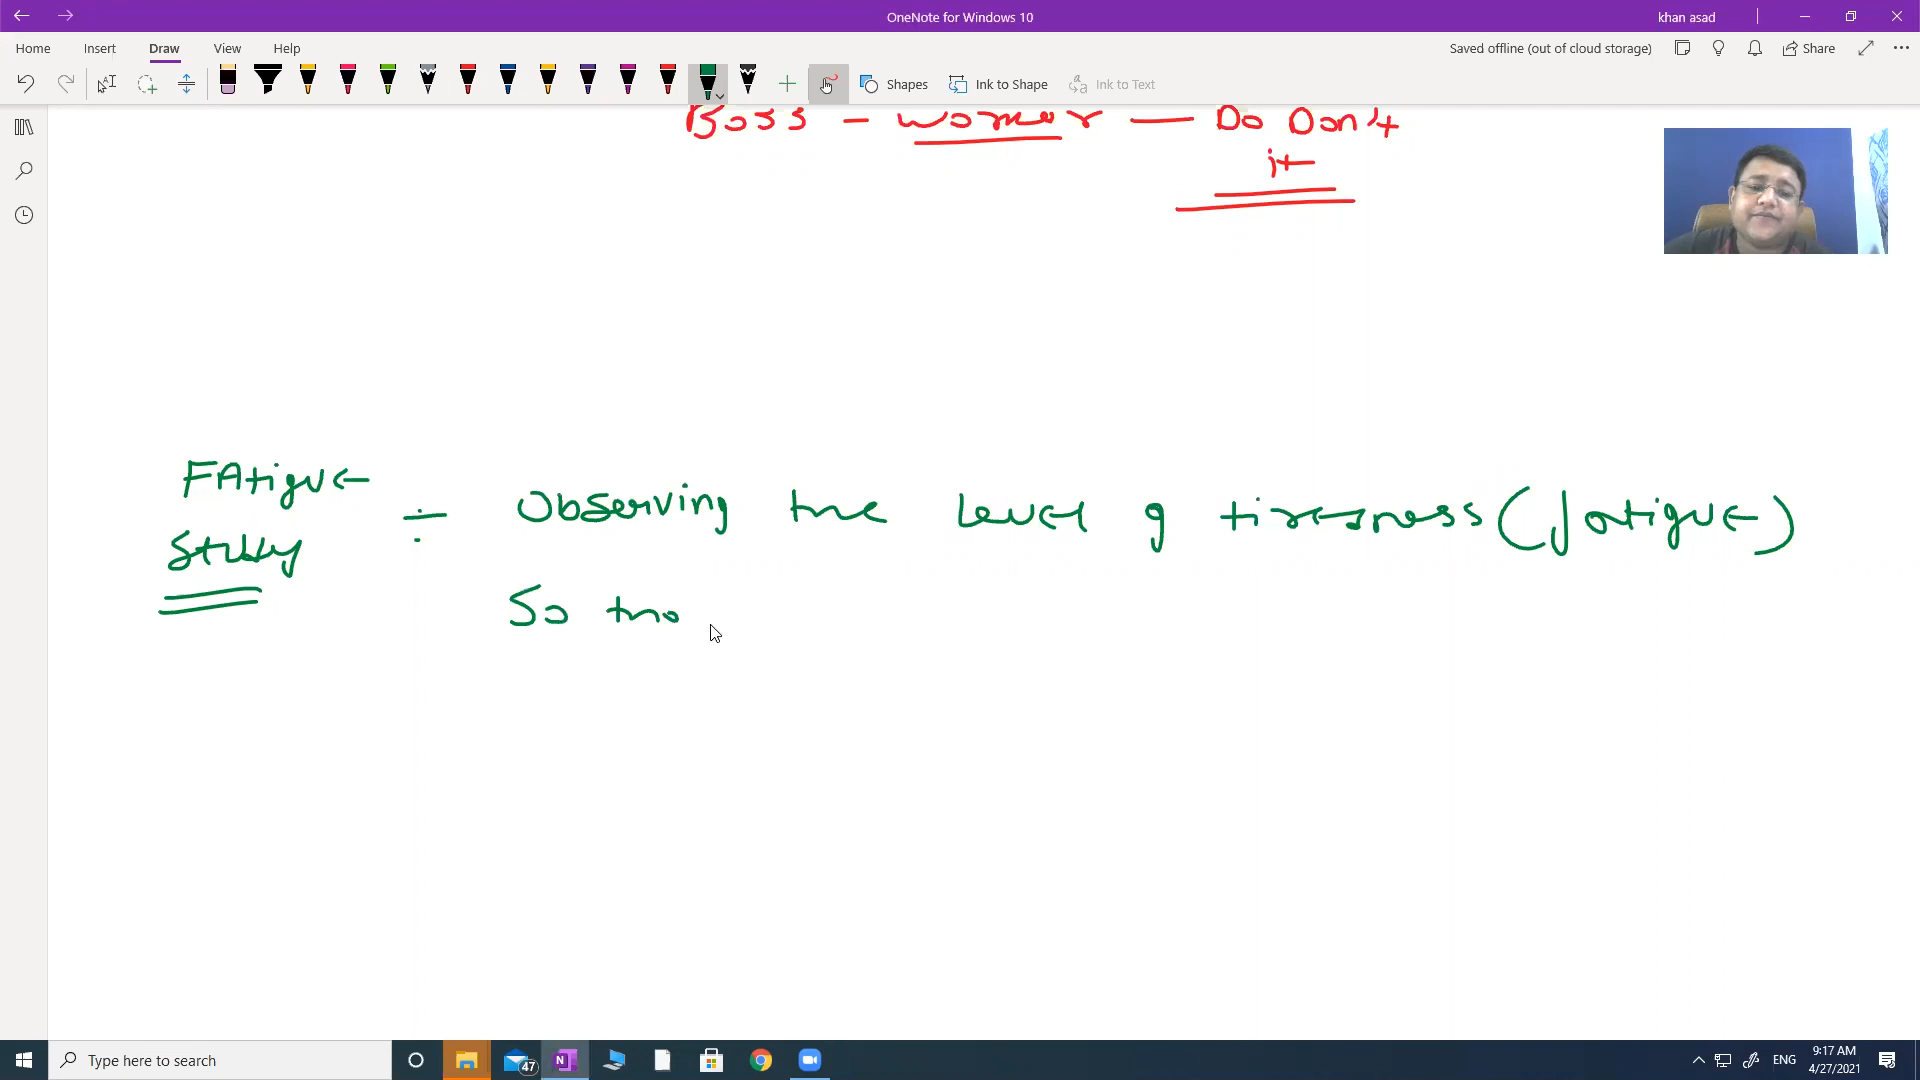 OneNote for Windows 10
khan asad
Home Insert Draw View Help
Saved offline (out of cloud storage)
Share
Shapes
Ink to Shape
Ink to Text
Boss - worker — Do Don't
it
FAtigue
Study
÷ Observing the Level of tiredness (fatigue)
So
Type here to search
47
ENG
9:17 AM
4/27/2021